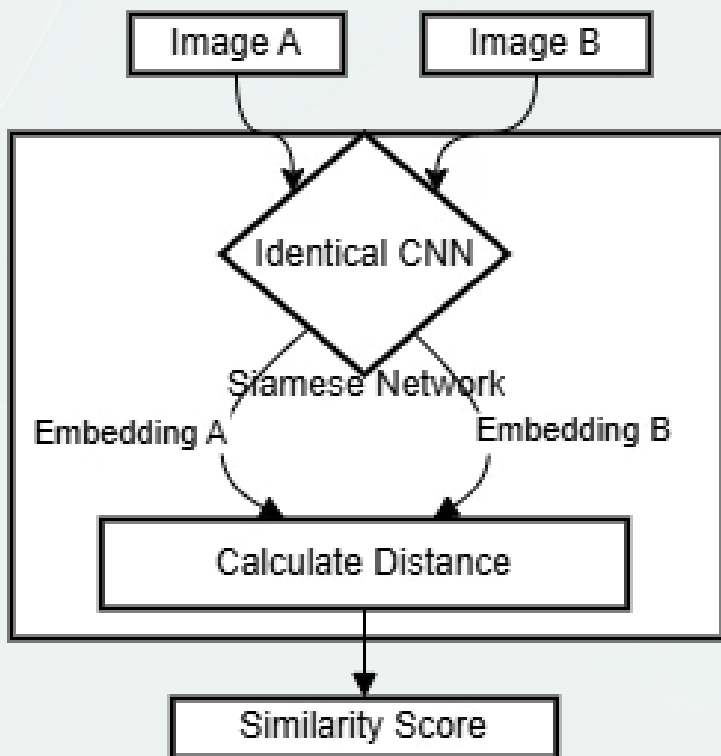 Image A
Image B
Identical CNN
Siamese Network
Embedding A
Embedding B
Calculate Distance
Similarity Score